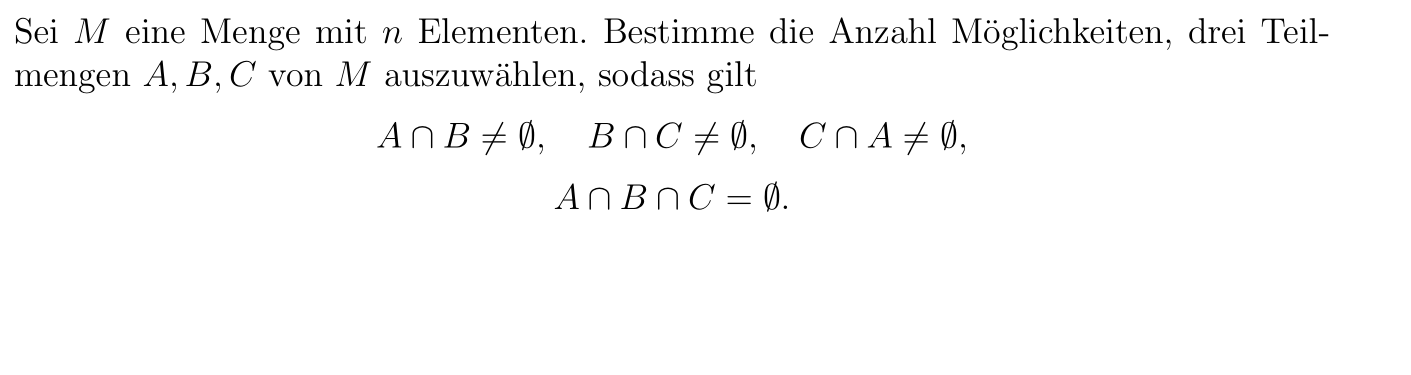 Sei M eine Menge mit n Elementen. Bestimme die Anzahl Möglichkeiten, drei Teil-
mengen A, B, C von M auszuwählen, sodass gilt
A ∩ B ≠ ∅, B ∩ C ≠ ∅, C ∩ A ≠ ∅,
A ∩ B ∩ C = ∅.